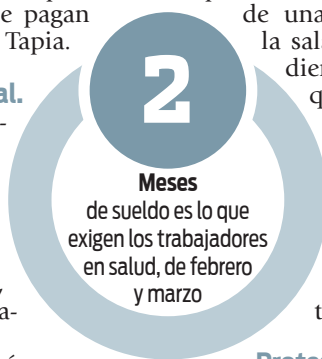 e pagan
Tapia.
al.
de una
la sal
dien
q
2
Meses
de sueldo es lo que
exigen los trabajadores
en salud, de febrero
y marzo
a-
t